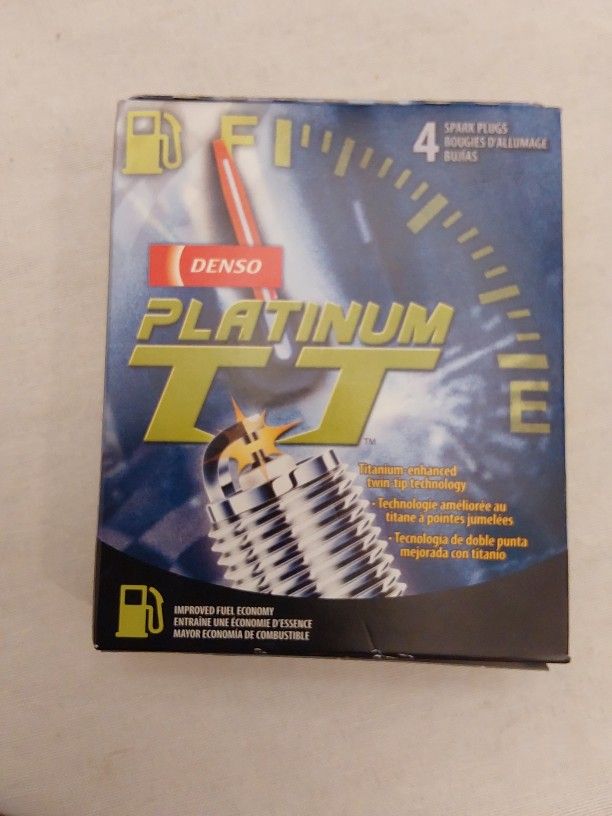 F
4 SPARK PLUGS
BOUGIES D'ALLUMAGE
BUJÍAS
DENSO
PLATINUM
TT™
E
Titanium-enhanced
twin-tip technology
• Technologie améliorée au
titane à pointes jumelées
• Tecnología de doble punta
mejorada con titanio
IMPROVED FUEL ECONOMY
ENTRAÎNE UNE ÉCONOMIE D'ESSENCE
MAYOR ECONOMÍA DE COMBUSTIBLE